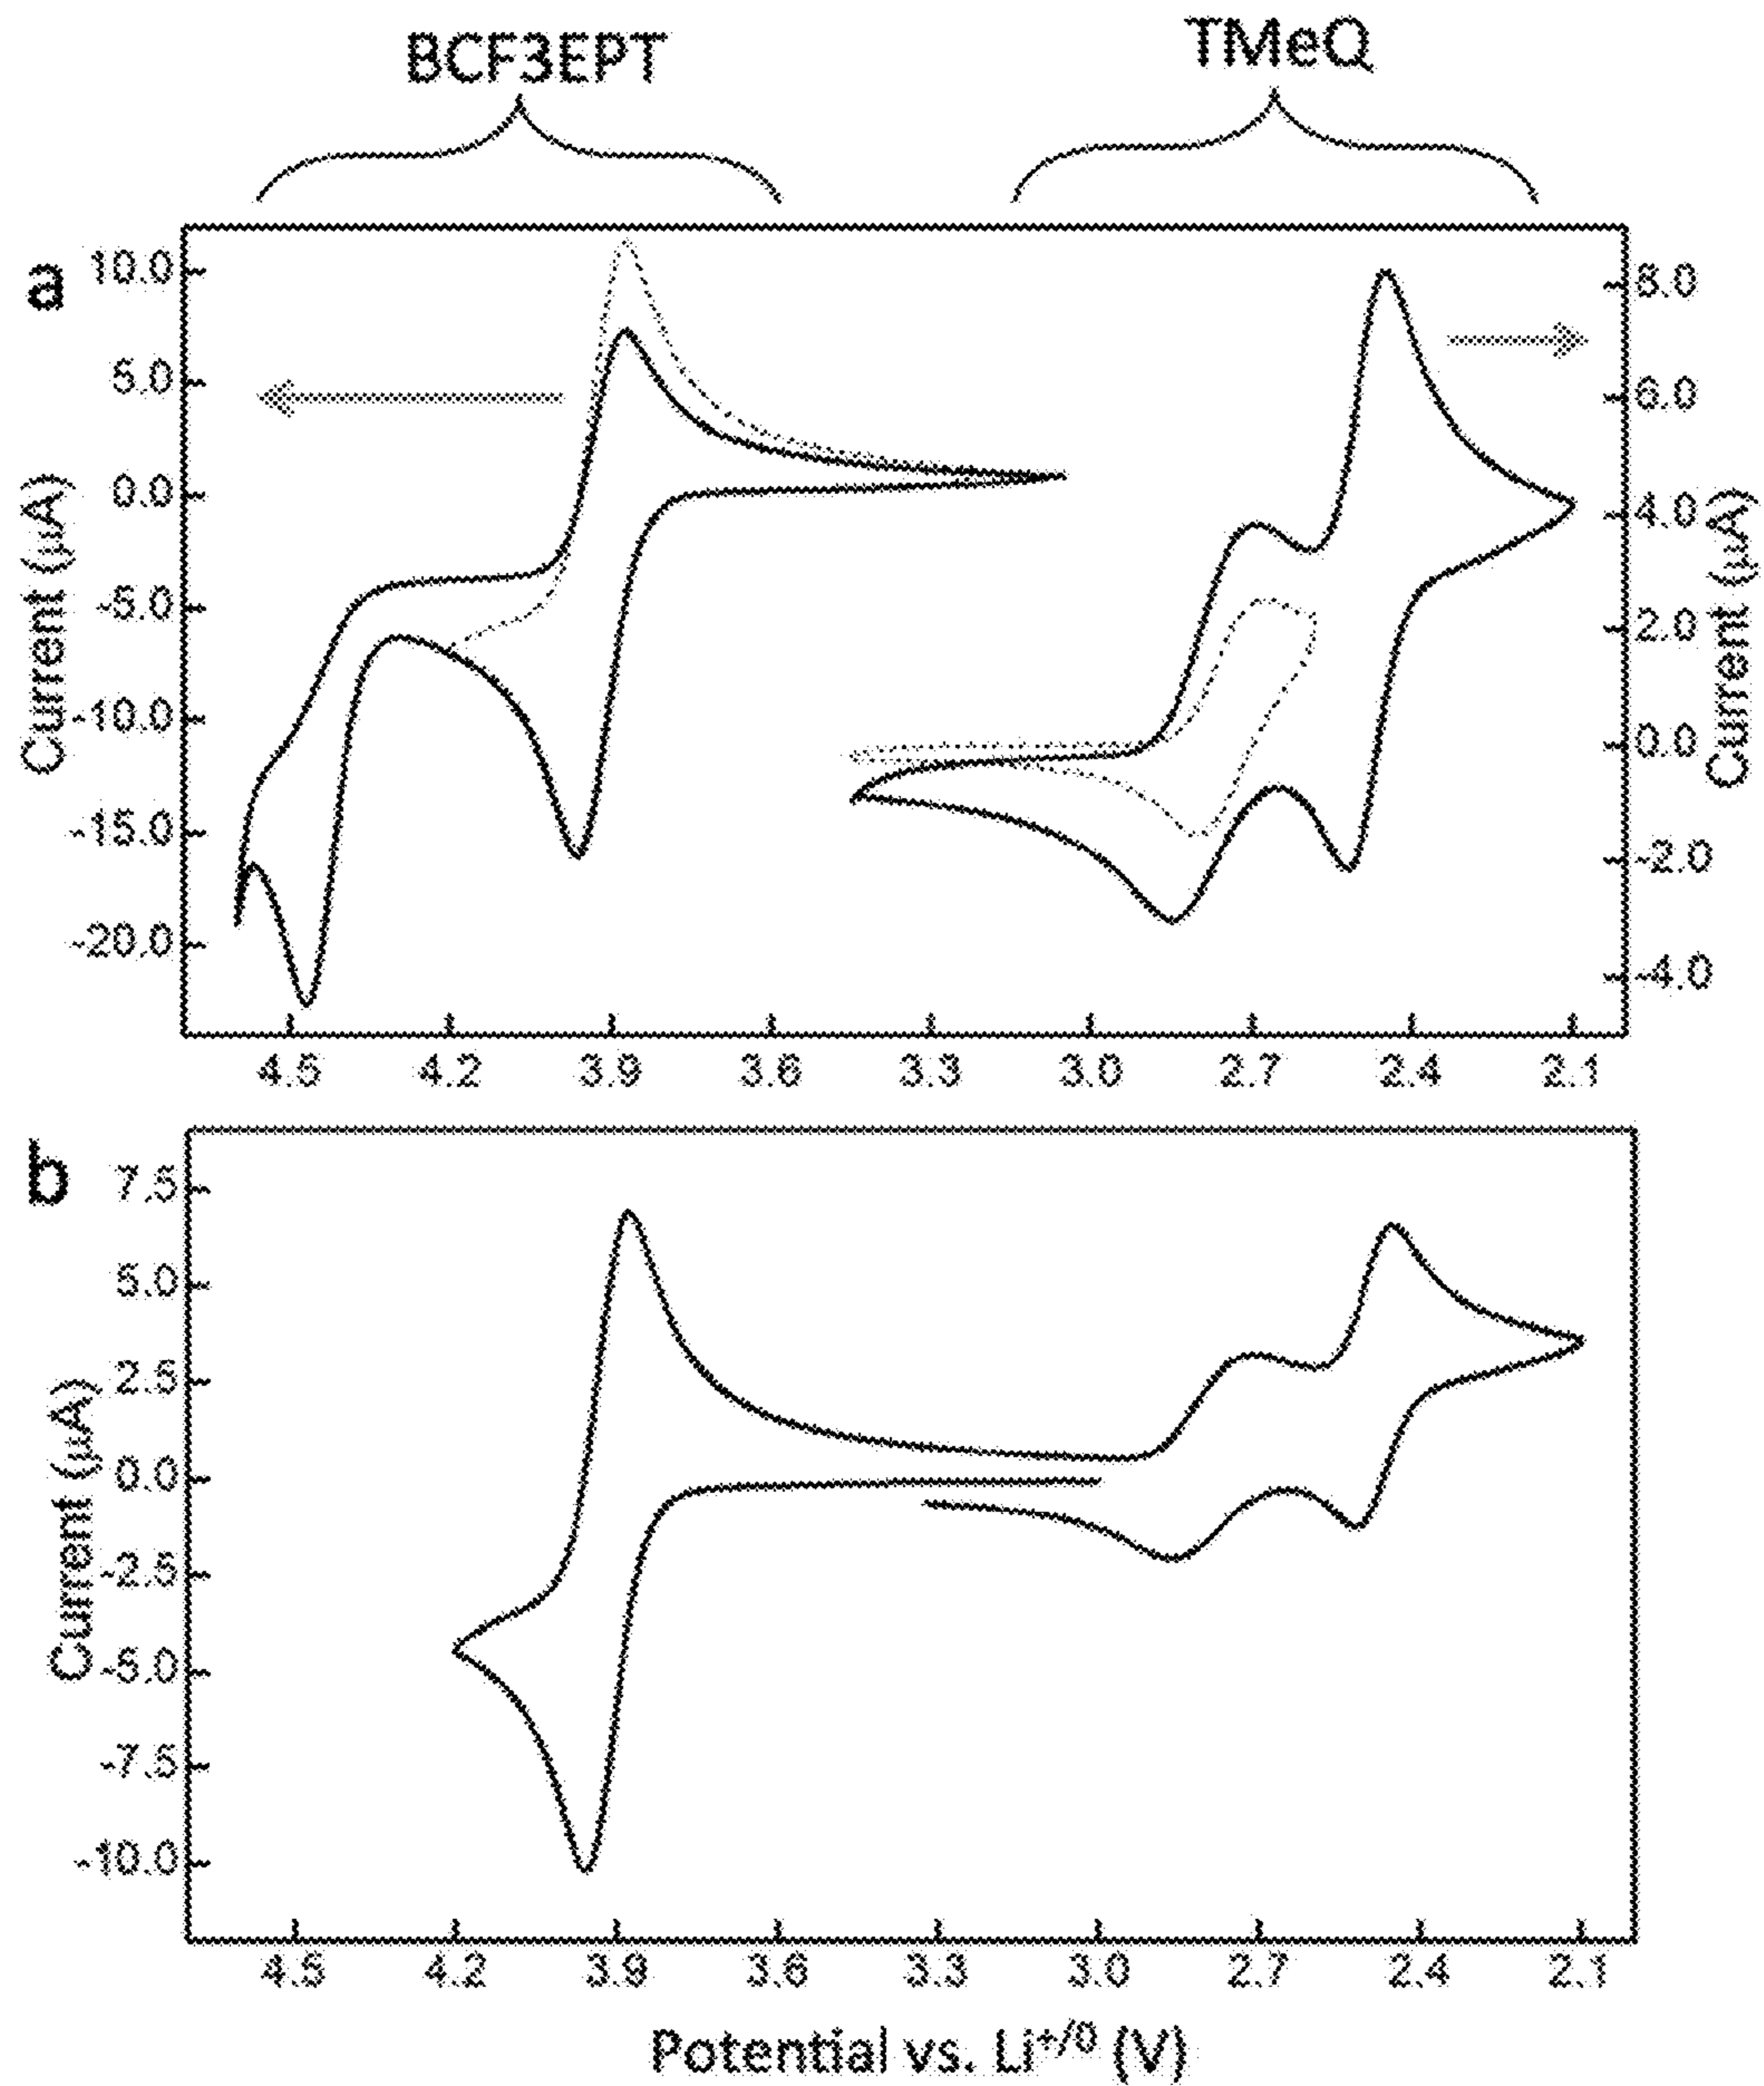 BCF3EPT TMeQ
a
10.0
5.0
0.0
-5.0
-10.0
-15.0
-20.0
Current (μA)
8.0
6.0
4.0
2.0
0.0
-2.0
-4.0
Current (μA)
4.5 4.2 3.9 3.6 3.3 3.0 2.7 2.4 2.1
b
7.5
5.0
2.5
0.0
-2.5
-5.0
-7.5
-10.0
Current (μA)
4.5 4.2 3.9 3.6 3.3 3.0 2.7 2.4 2.1
Potential vs. Li+/0 (V)